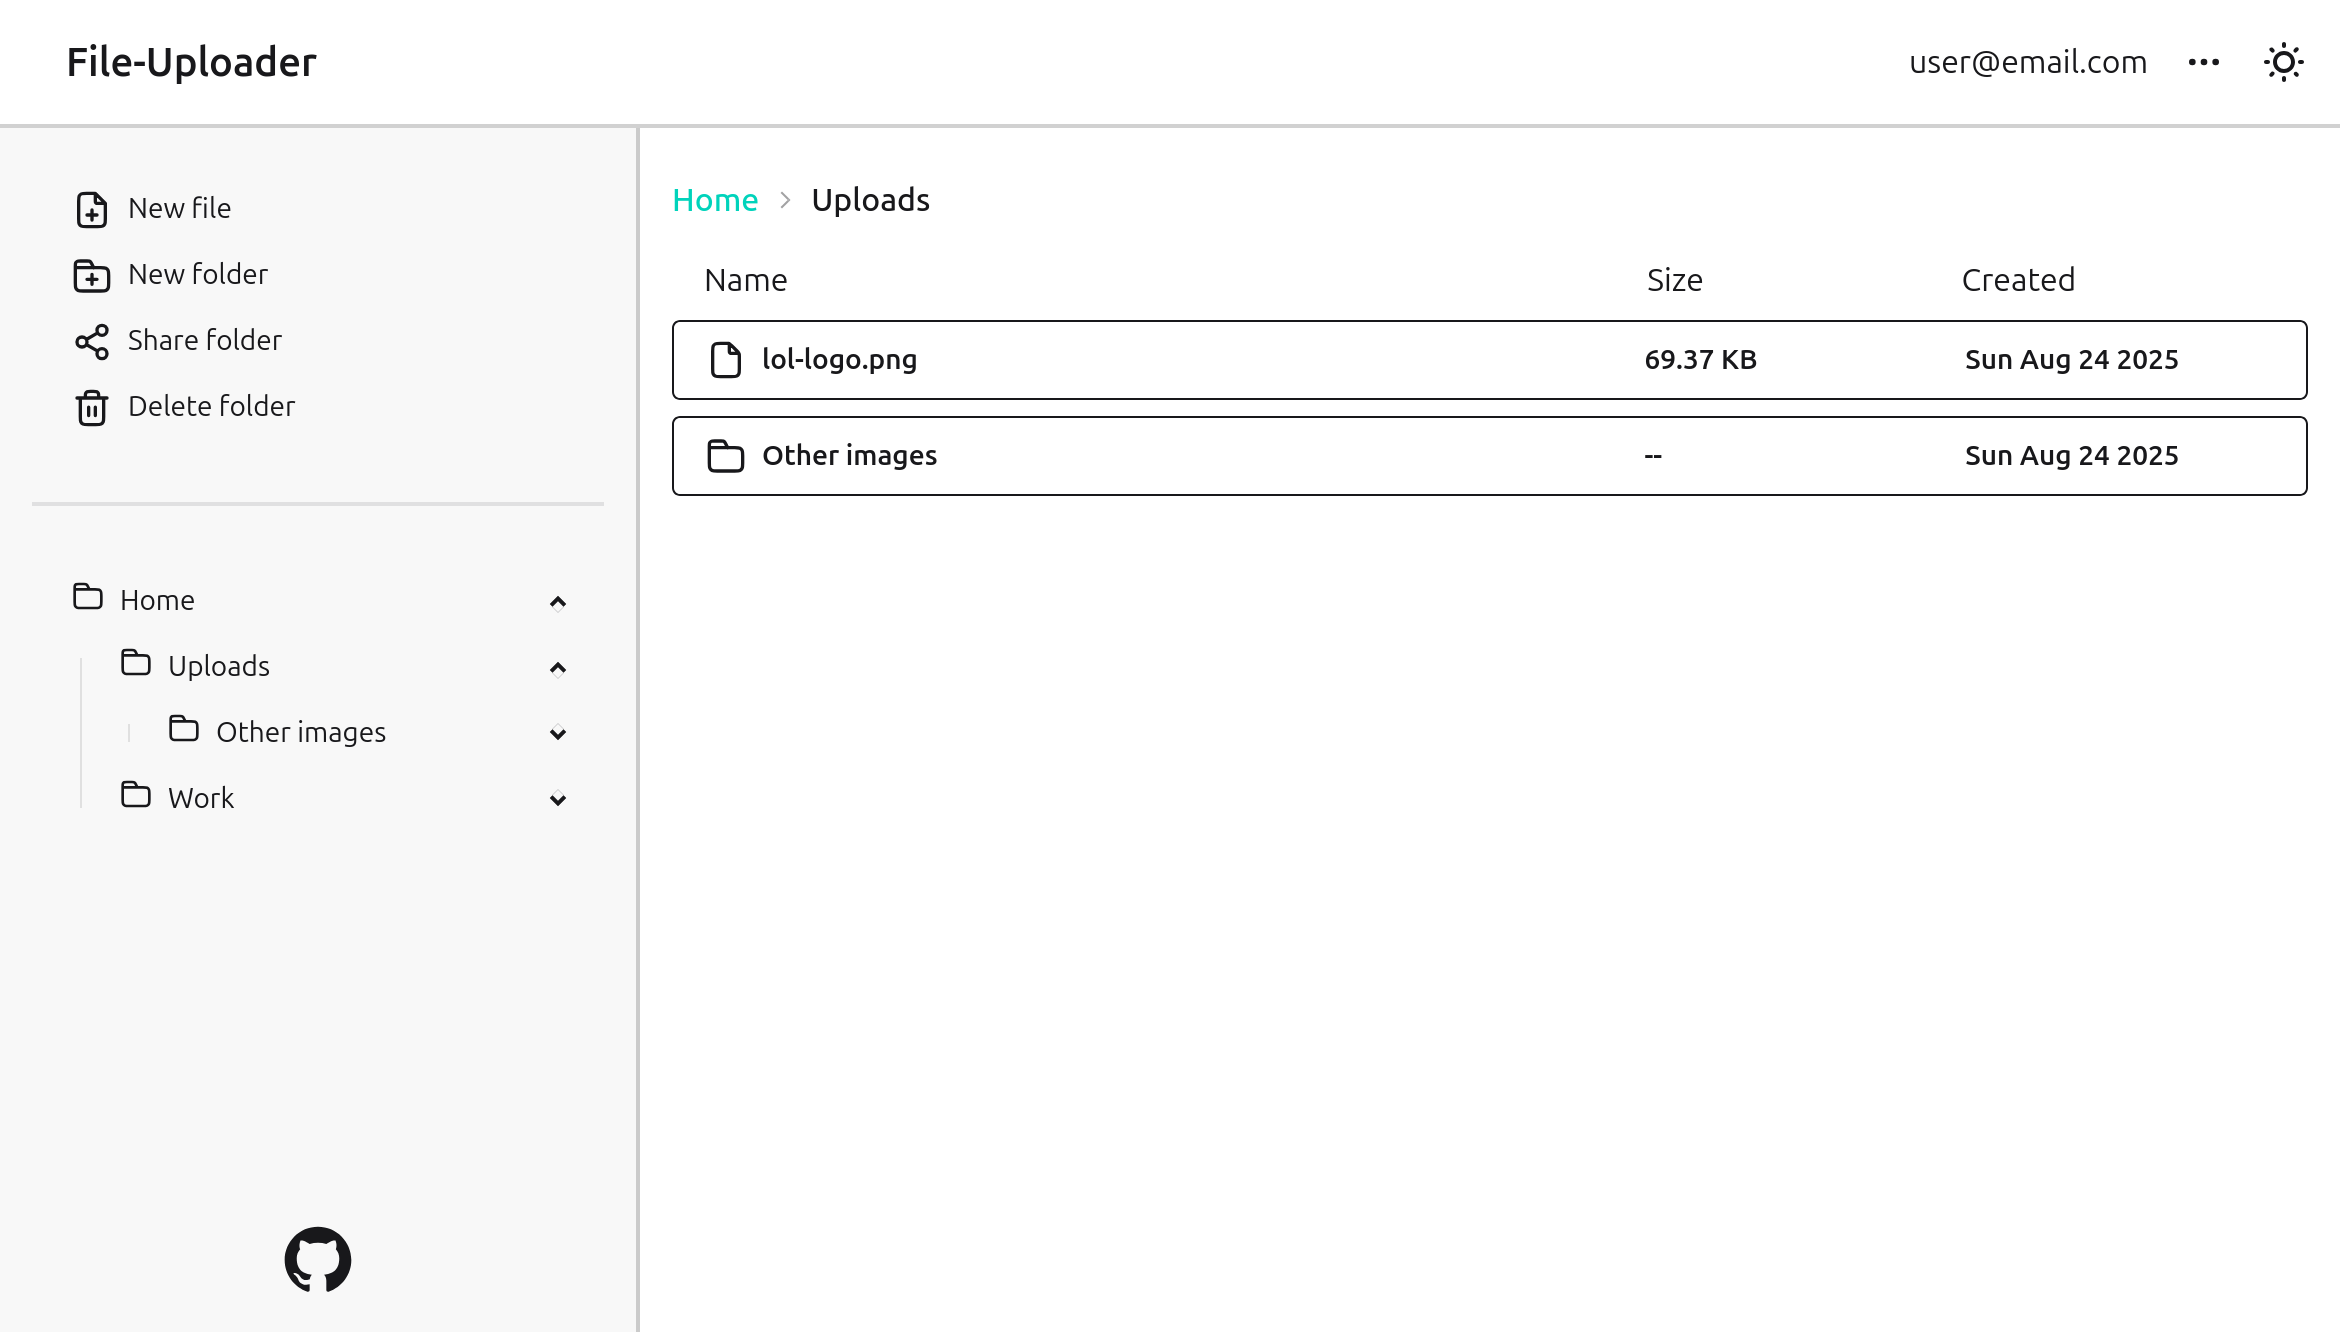 File-Uploader
user@email.com
New file
New folder
Share folder
Delete folder
Home
Uploads
Other images
Work
Home > Uploads
Name Size Created
lol-logo.png 69.37 KB Sun Aug 24 2025
Other images -- Sun Aug 24 2025